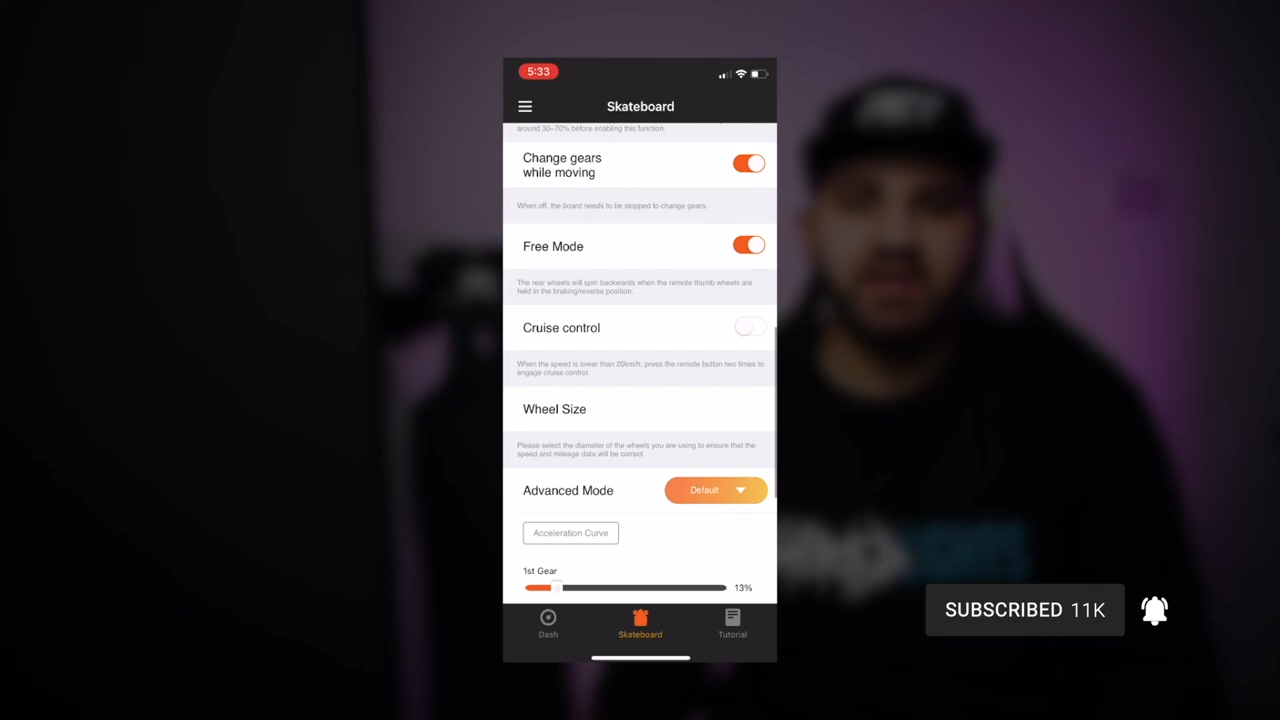 5:33
Skateboard
around 30–70% before enabling this function.
Change gears
while moving
When off, the board needs to be stopped to change gears.
Free Mode
The rear wheels will spin backwards when the remote thumb wheels are
held in the braking/reverse position.
Cruise control
When the speed is lower than 20km/h, press the remote button two times to
engage cruise control.
Wheel Size
Please select the diameter of the wheels you are using to ensure that the
speed and mileage data will be correct.
Advanced Mode
Default
Acceleration Curve
1st Gear
13%
Dash
Skateboard
Tutorial
SUBSCRIBED 11K